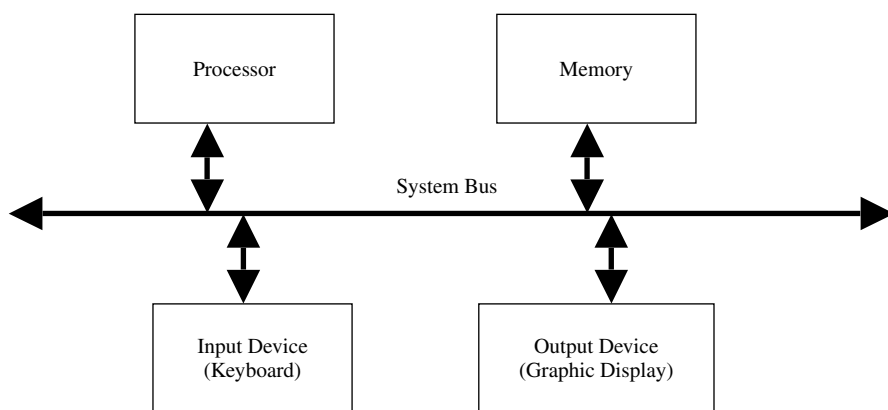 Processor
Memory
System Bus
Input Device
(Keyboard)
Output Device
(Graphic Display)